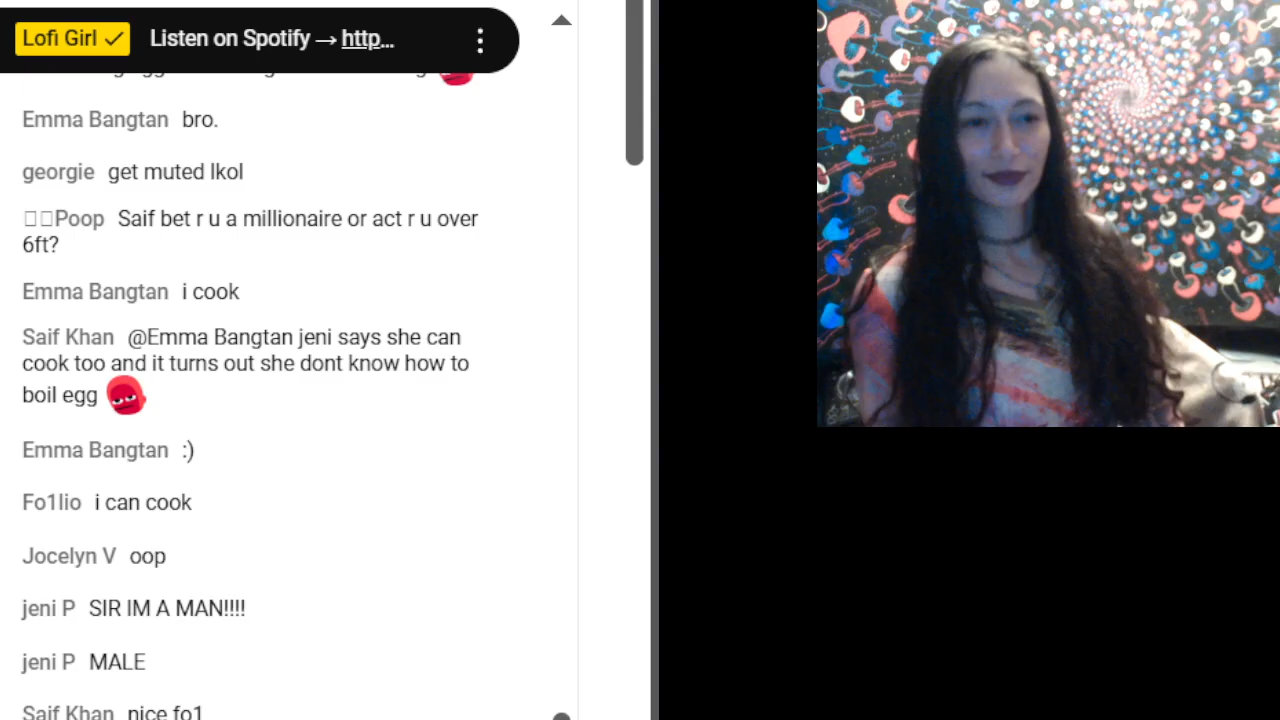 Lofi Girl ✓ Listen on Spotify → http...
Emma Bangtan bro.
georgie get muted lkol
Poop Saif bet r u a millionaire or act r u over
6ft?
Emma Bangtan i cook
Saif Khan @Emma Bangtan jeni says she can
cook too and it turns out she dont know how to
boil egg
Emma Bangtan :)
Fo1lio i can cook
Jocelyn V oop
jeni P SIR IM A MAN!!!!
jeni P MALE
Saif Khan nice fo1